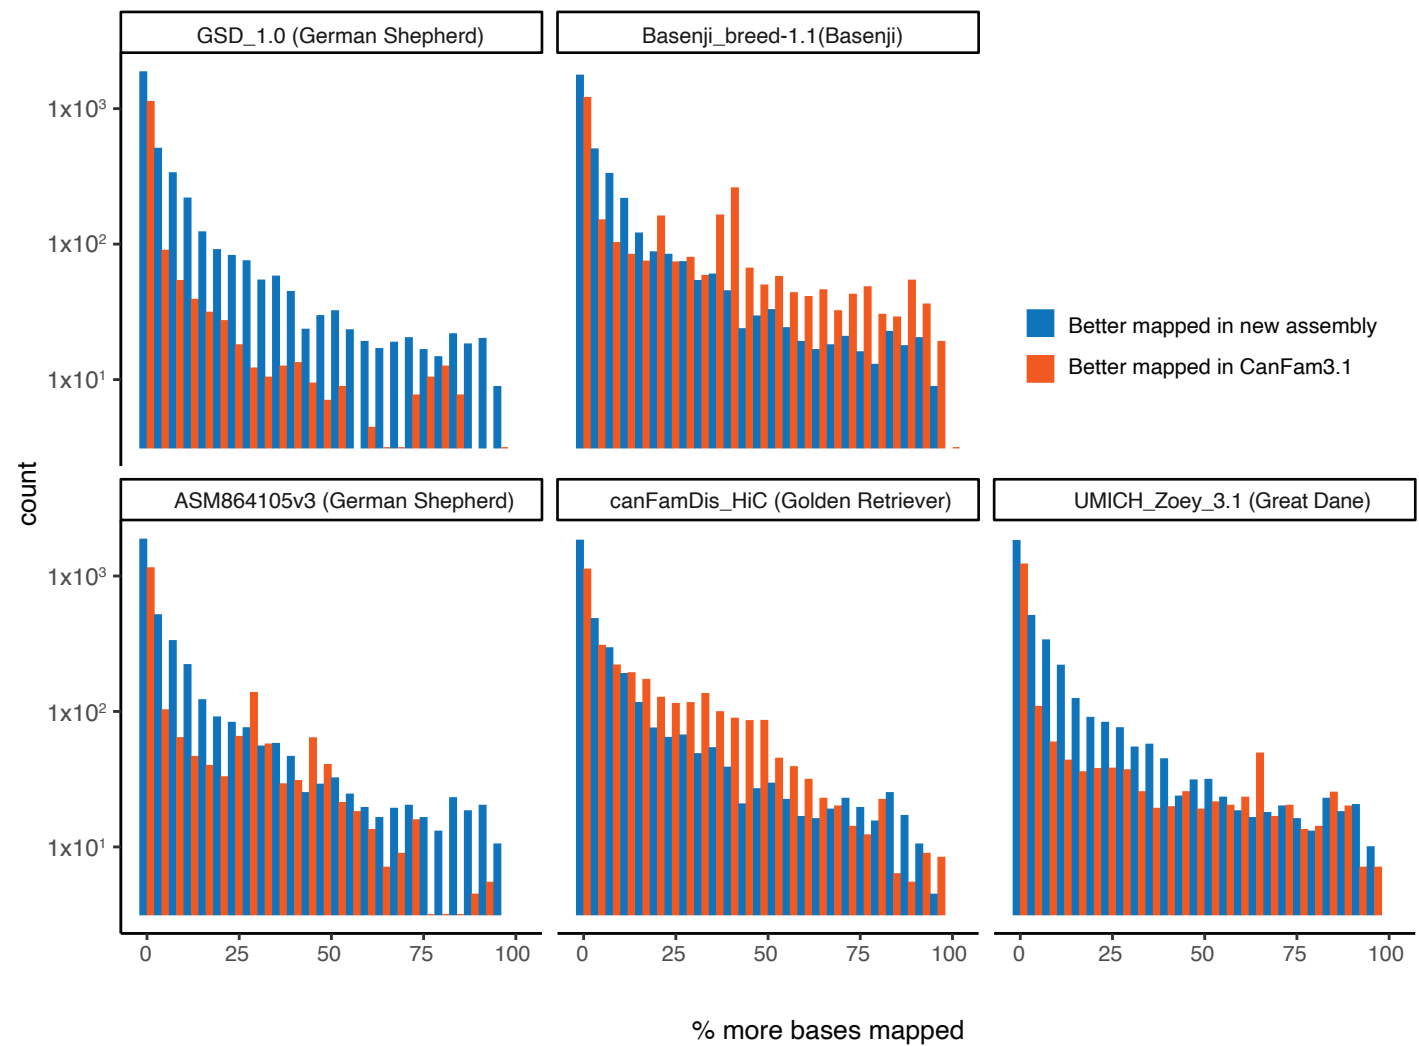 GSD_1.0 (German Shepherd)
Basenji_breed-1.1(Basenji)
1x10³
1x10²
1x10¹
Better mapped in new assembly
Better mapped in CanFam3.1
count
ASM864105v3 (German Shepherd)
canFamDis_HiC (Golden Retriever)
UMICH_Zoey_3.1 (Great Dane)
1x10³
1x10²
1x10¹
0 25 50 75 100
0 25 50 75 100
0 25 50 75 100
% more bases mapped